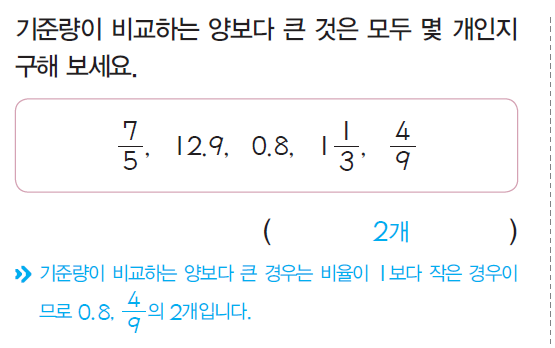 기준량이 비교하는 양보다 큰 것은 모두 몇 개인지
구해 보세요.
7/5, 12.9, 0.8, 1 1/3, 4/9
( 2개 )
» 기준량이 비교하는 양보다 큰 경우는 비율이 1보다 작은 경우이
므로 0.8, 4/9의 2개입니다.